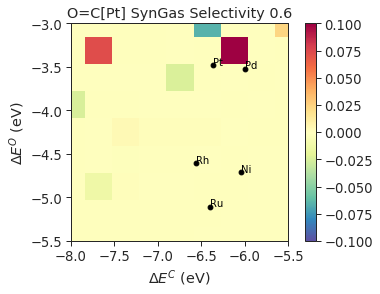 O=C[Pt] SynGas Selectivity 0.6
−3.0
−3.5
−4.0
−4.5
−5.0
−5.5
ΔE^O (eV)
Pt
Pd
Rh
Ni
Ru
−8.0 −7.5 −7.0 −6.5 −6.0 −5.5
ΔE^C (eV)
0.100
0.075
0.050
0.025
0.000
−0.025
−0.050
−0.075
−0.100